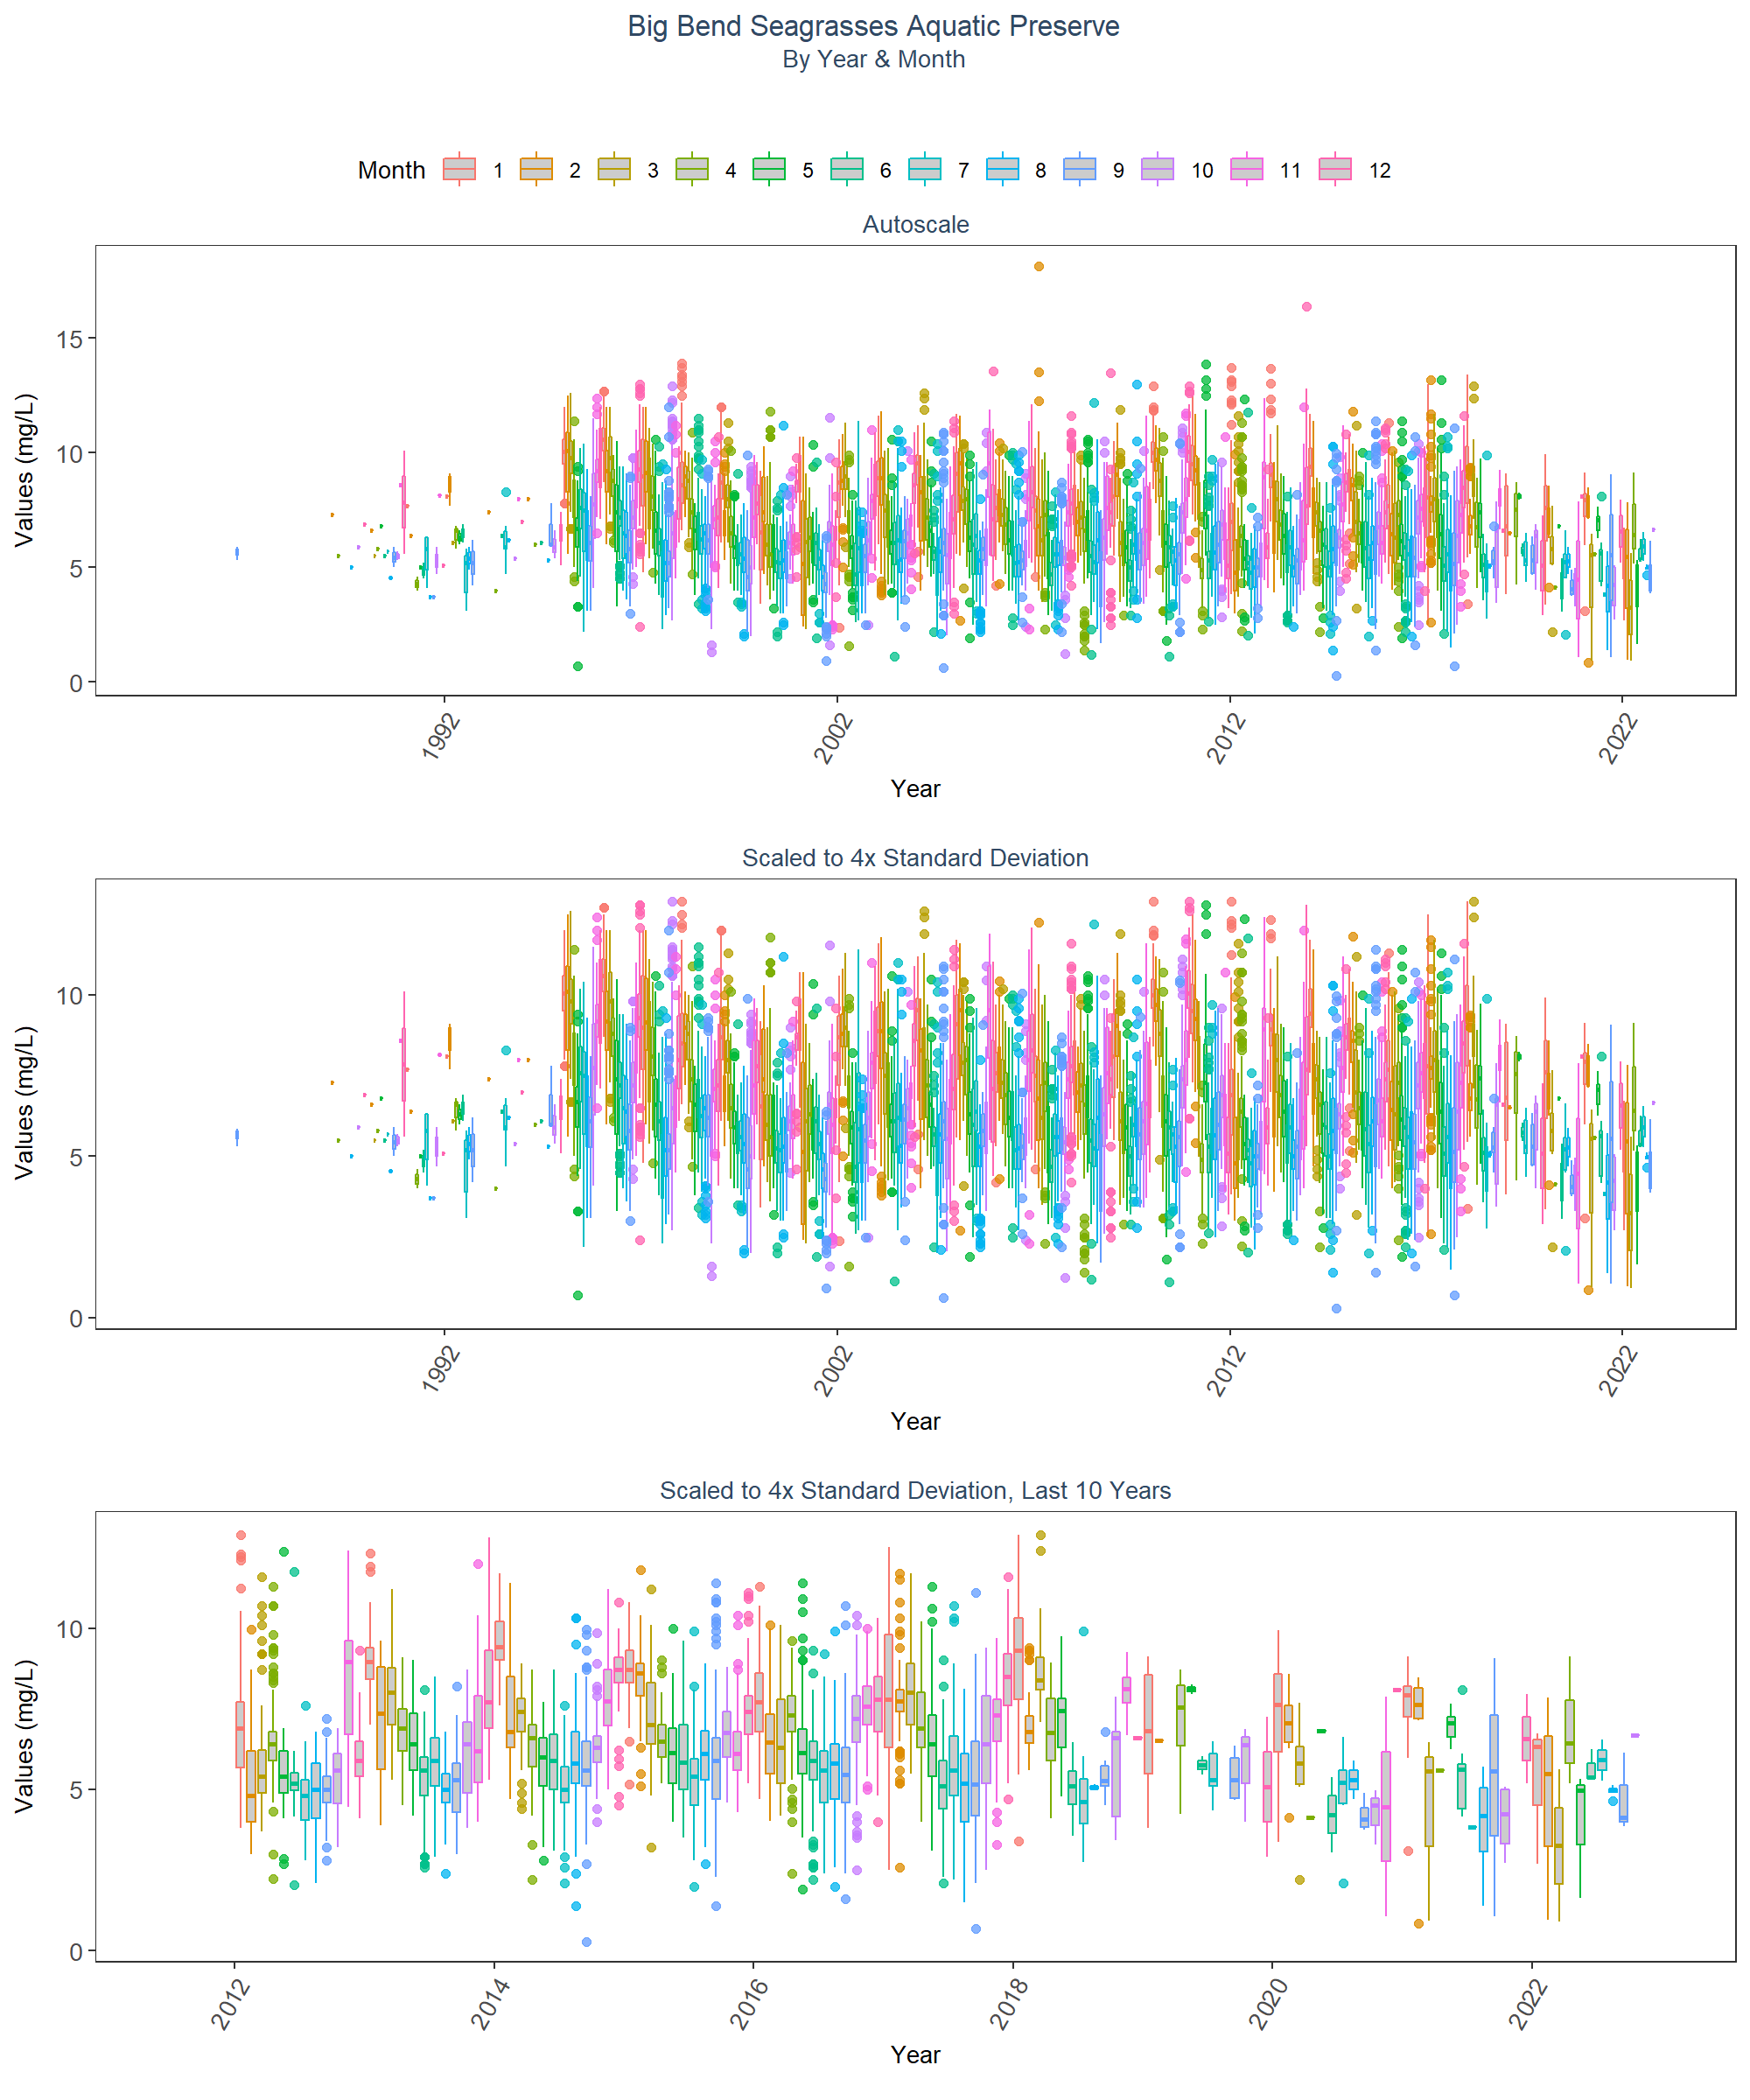 Big Bend Seagrasses Aquatic Preserve
By Year & Month
Month 1 2 3 4 5 6 7 8 9 10 11 12
Autoscale
Values (mg/L)
15
10
5
0
1992 2002 2012 2022
Year
Scaled to 4x Standard Deviation
Values (mg/L)
10
5
0
1992 2002 2012 2022
Year
Scaled to 4x Standard Deviation, Last 10 Years
Values (mg/L)
10
5
0
2012 2014 2016 2018 2020 2022
Year